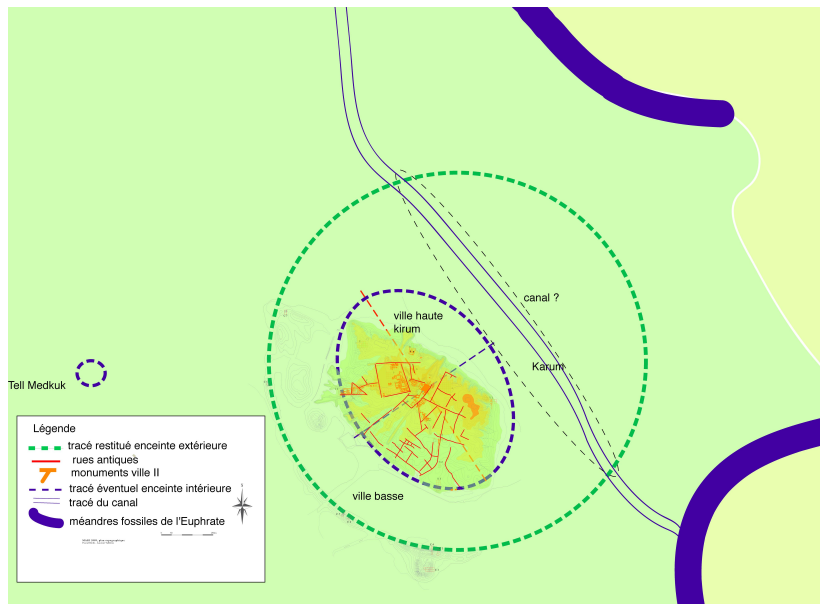 canal ?
ville haute
kirum
Karum
Tell Medkuk
ville basse
Légende
tracé restitué enceinte extérieure
rues antiques
monuments ville II
tracé éventuel enceinte intérieure
tracé du canal
méandres fossiles de l'Euphrate